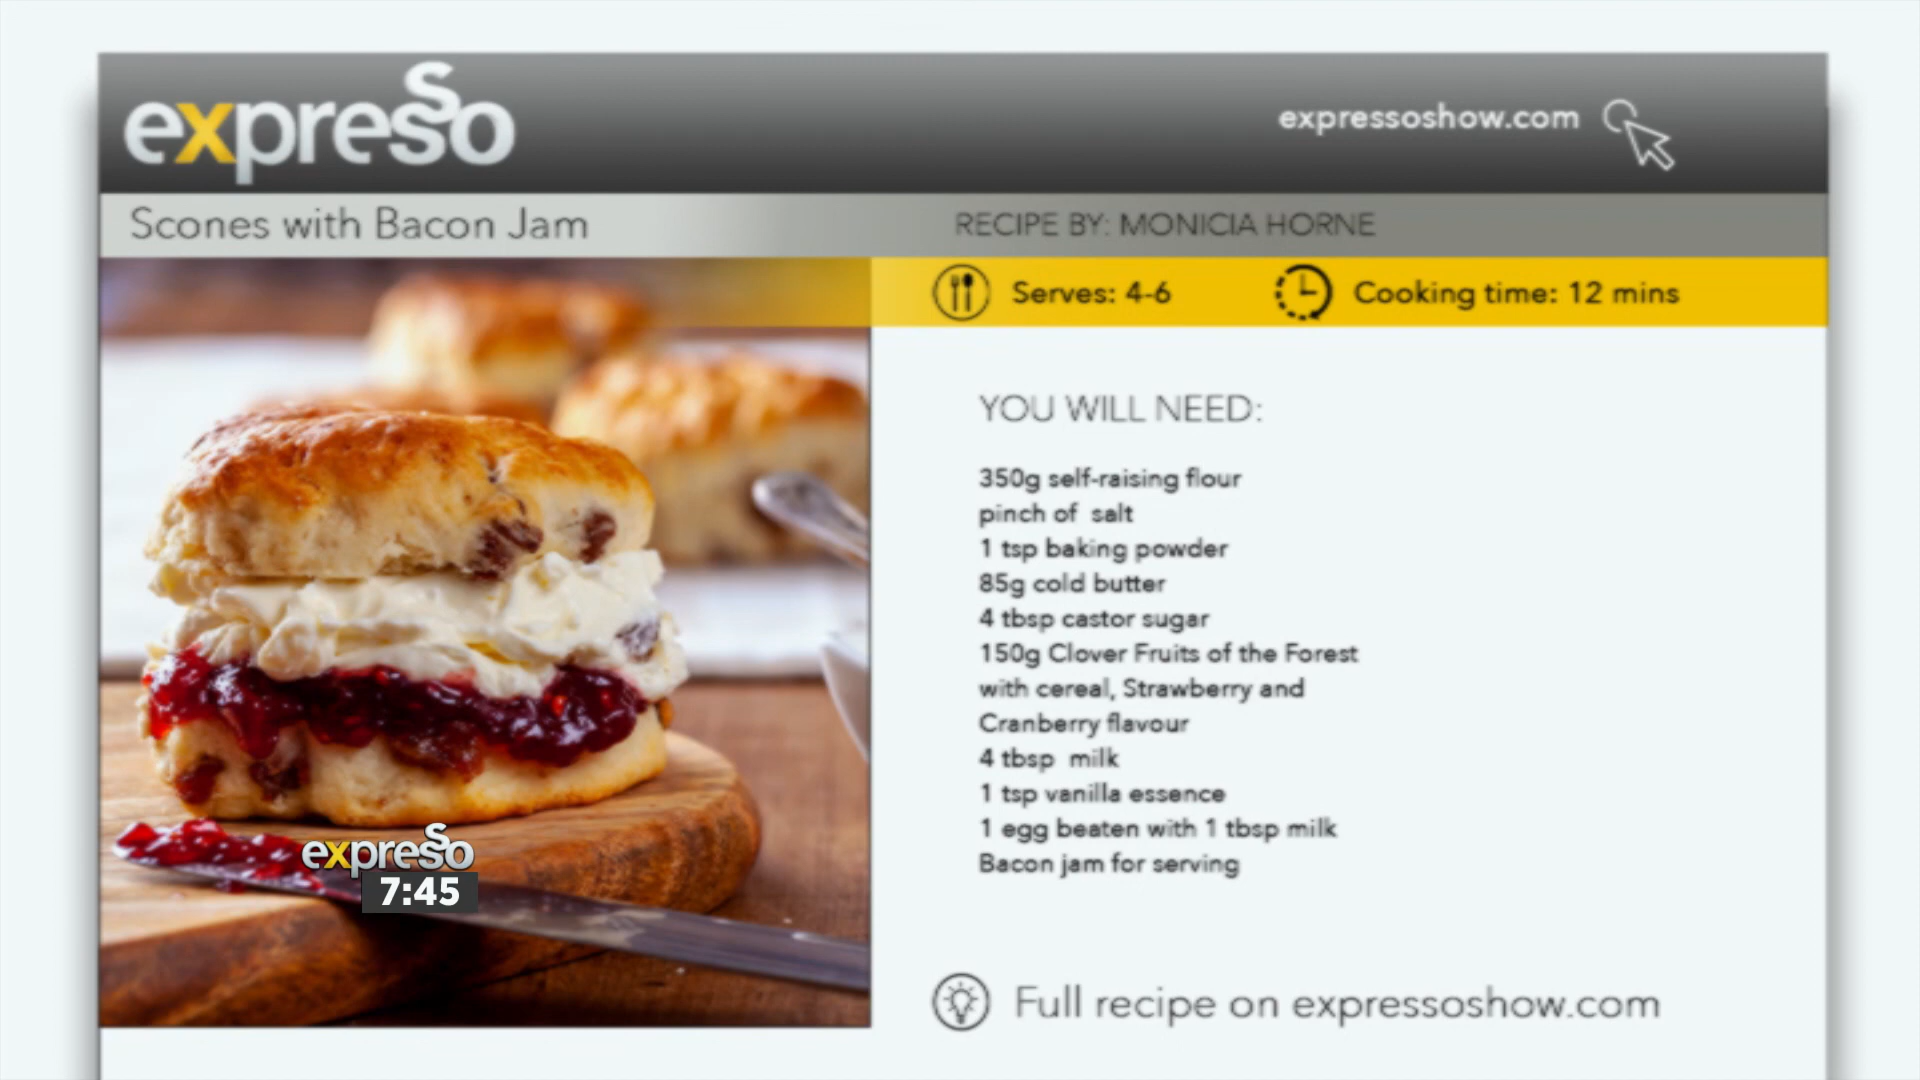 expresso
expressoshow.com
Scones with Bacon Jam
RECIPE BY: MONICIA HORNE
Serves: 4-6
Cooking time: 12 mins
YOU WILL NEED:
350g self-raising flour
pinch of salt
1 tsp baking powder
85g cold butter
4 tbsp castor sugar
150g Clover Fruits of the Forest
with cereal, Strawberry and
Cranberry flavour
4 tbsp milk
1 tsp vanilla essence
1 egg beaten with 1 tbsp milk
Bacon jam for serving
expresso
7:45
Full recipe on expressoshow.com